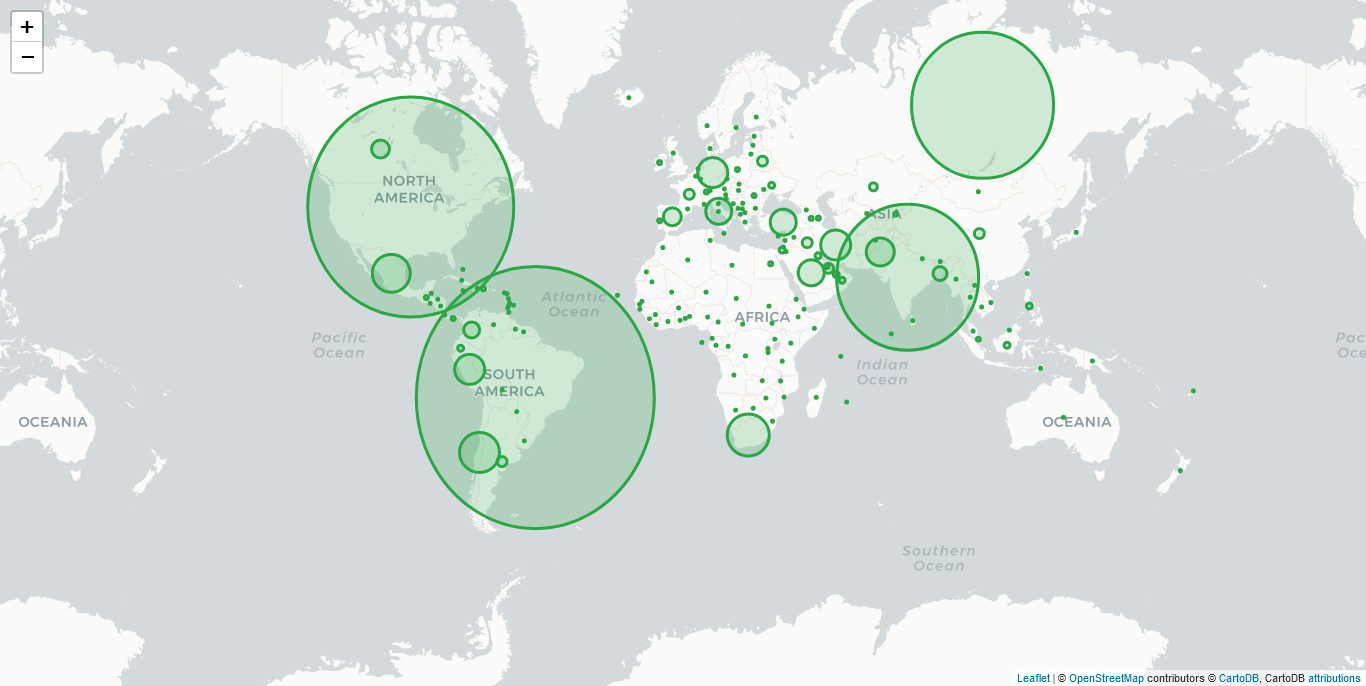 +
−
NORTH
AMERICA
ASIA
Atlantic
Ocean
AFRICA
Pacific
Ocean
Pac
Oce
Indian
Ocean
SOUTH
AMERICA
OCEANIA
OCEANIA
Southern
Ocean
Leaflet | © OpenStreetMap contributors © CartoDB, CartoDB attributions